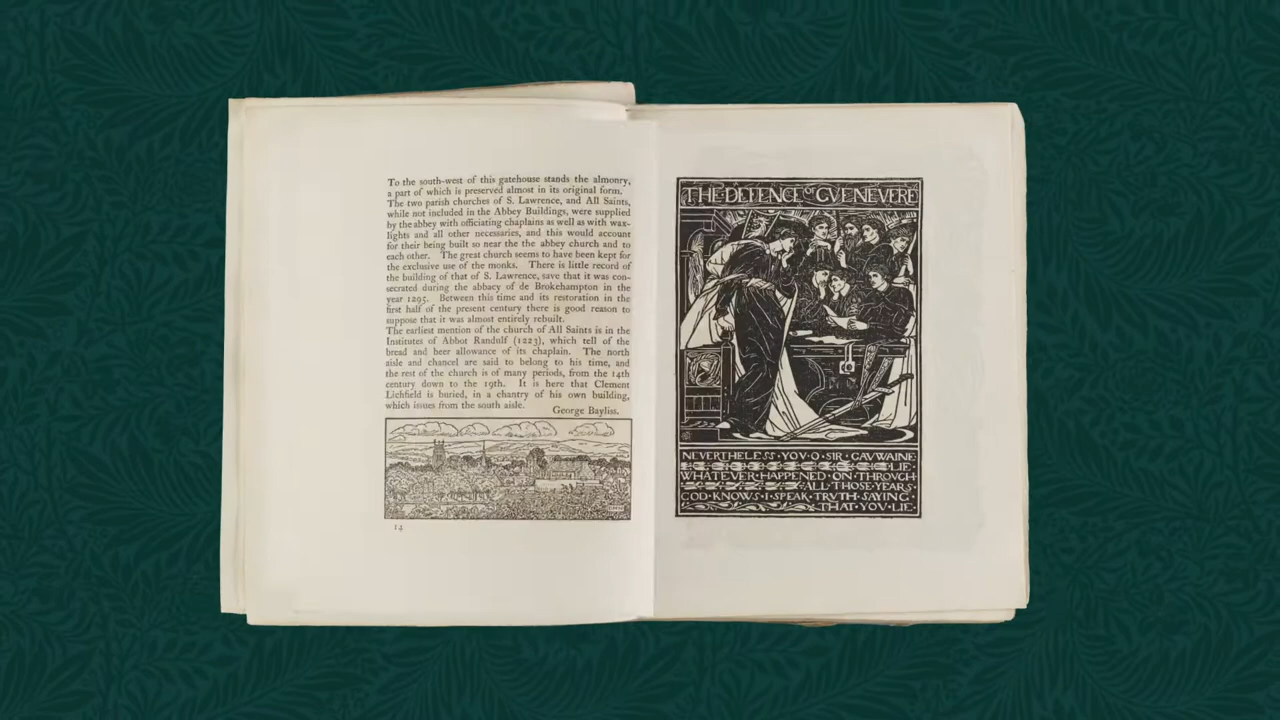 To the south-west of this gatehouse stands the almonry,
a part of which is preserved almost in its original form.
The two parish churches of S. Lawrence, and All Saints,
while not included in the Abbey Buildings, were supplied
by the abbey with officiating chaplains as well as with wax-
lights and all other necessaries, and this would account
for their being built so near the the abbey church and to
each other. The great church seems to have been kept for
the exclusive use of the monks. There is little record of
the building of that of S. Lawrence, save that it was con-
secrated during the abbacy of de Brokehampton in the
year 1295. Between this time and its restoration in the
first half of the present century there is good reason to
suppose that it was almost entirely rebuilt.
The earliest mention of the church of All Saints is in the
Institutes of Abbot Randulf (1223), which tell of the
bread and beer allowance of its chaplain. The north
aisle and chancel are said to belong to his time, and
the rest of the church is of many periods, from the 14th
century down to the 19th. It is here that Clement
Lichfield is buried, in a chantry of his own building,
which issues from the south aisle.
George Bayliss.
14
THE·DEFENCE OF GVENEVERE
NEVERTHELESS·YOV·O·SIR·GAVWAINE
LIE·
WHATEVER·HAPPENED·ON·THROVGH
ALL·THOSE·YEARS·
GOD·KNOWS·I·SPEAK·TRVTH·SAYING·
THAT·YOV·LIE·